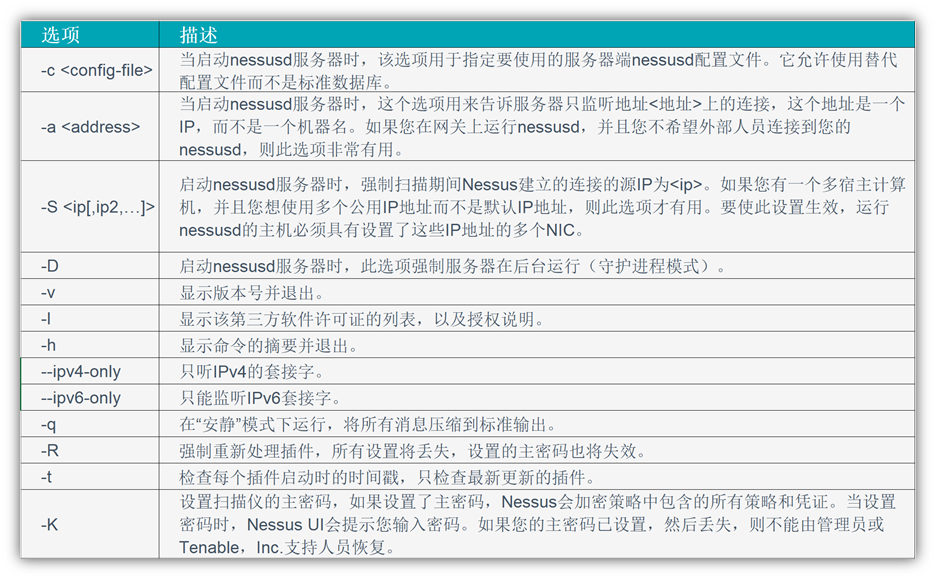 选项 描述
-c <config-file> 当启动nessusd服务器时，该选项用于指定要使用的服务器端nessusd配置文件。它允许使用替代
配置文件而不是标准数据库。
当启动nessusd服务器时，这个选项用来告诉服务器只监听地址<地址>上的连接，这个地址是一个
-a <address> IP，而不是一个机器名。如果您在网关上运行nessusd，并且您不希望外部人员连接到您的
nessusd，则此选项非常有用。
启动nessusd服务器时，强制扫描期间Nessus建立的连接的源IP为<ip>。如果您有一个多宿主计算
-S <ip[,ip2,…]> 机，并且您想使用多个公用IP地址而不是默认IP地址，则此选项才有用。要使此设置生效，运行
nessusd的主机必须具有设置了这些IP地址的多个NIC。
-D 启动nessusd服务器时，此选项强制服务器在后台运行（守护进程模式）。
-v 显示版本号并退出。
-l 显示该第三方软件许可证的列表，以及授权说明。
-h 显示命令的摘要并退出。
--ipv4-only 只听IPv4的套接字。
--ipv6-only 只能监听IPv6套接字。
-q 在“安静”模式下运行，将所有消息压缩到标准输出。
-R 强制重新处理插件，所有设置将丢失，设置的主密码也将失效。
-t 检查每个插件启动时的时间戳，只检查最新更新的插件。
设置扫描仪的主密码，如果设置了主密码，Nessus会加密策略中包含的所有策略和凭证。当设置
-K 密码时，Nessus UI会提示您输入密码。如果您的主密码已设置，然后丢失，则不能由管理员或
Tenable，Inc.支持人员恢复。